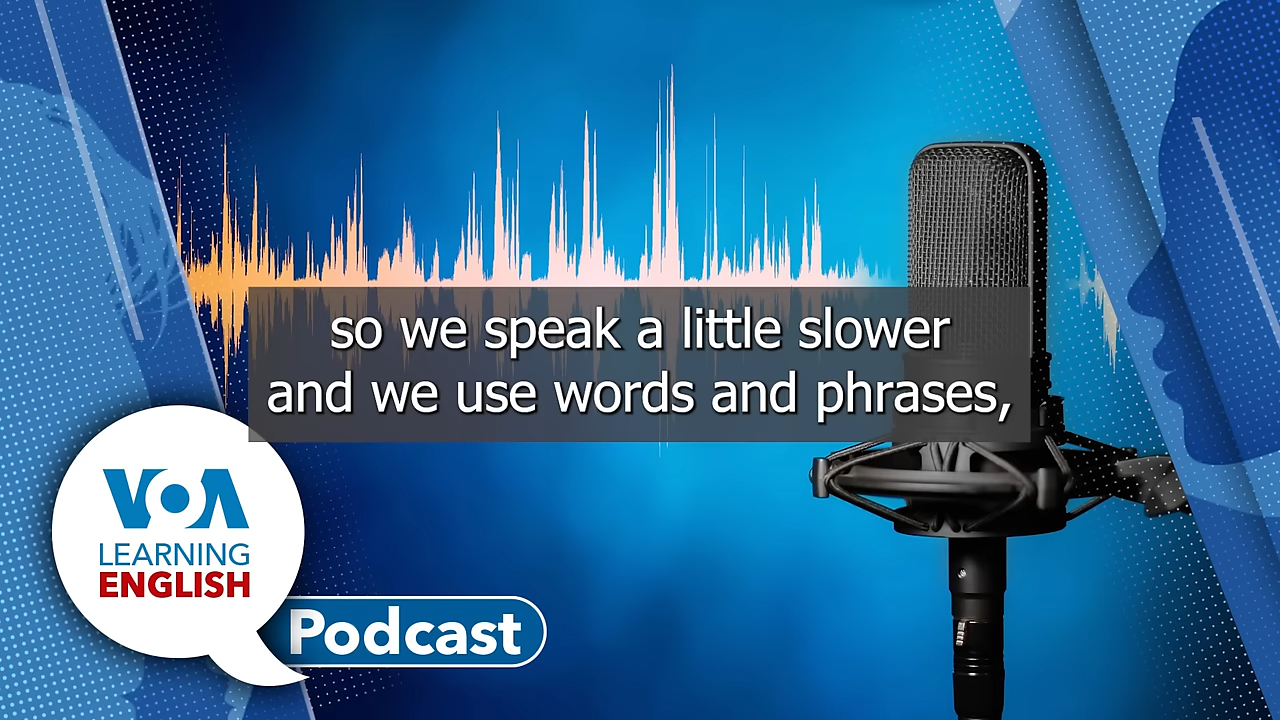 so we speak a little slower
and we use words and phrases,
VOA
LEARNING
ENGLISH
Podcast